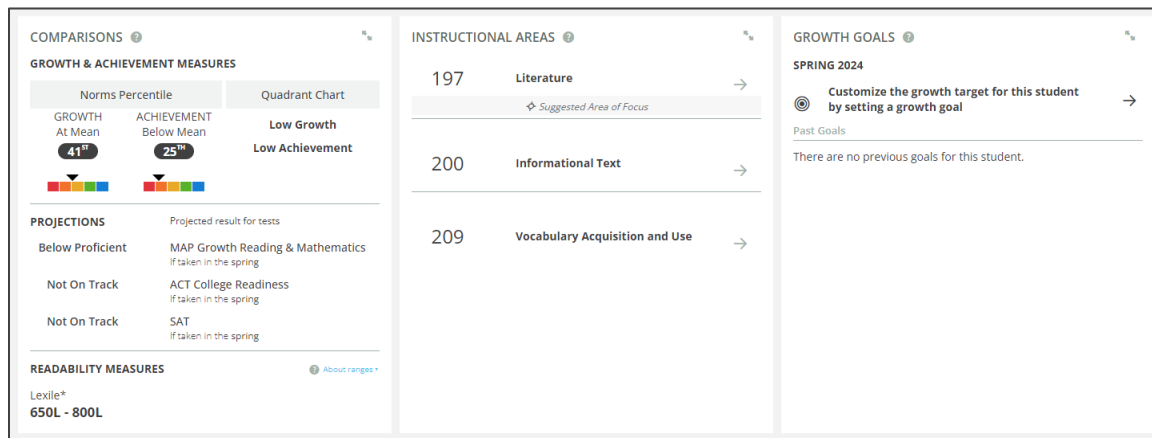 COMPARISONS ?
GROWTH & ACHIEVEMENT MEASURES
Norms Percentile
Quadrant Chart
GROWTH
At Mean
41ST
ACHIEVEMENT
Below Mean
25TH
Low Growth
Low Achievement
PROJECTIONS
Projected result for tests
Below Proficient
MAP Growth Reading & Mathematics
If taken in the spring
Not On Track
ACT College Readiness
If taken in the spring
Not On Track
SAT
If taken in the spring
READABILITY MEASURES
? About ranges
Lexile*
650L - 800L
INSTRUCTIONAL AREAS ?
197 Literature
Suggested Area of Focus
200 Informational Text
209 Vocabulary Acquisition and Use
GROWTH GOALS ?
SPRING 2024
Customize the growth target for this student
by setting a growth goal
Past Goals
There are no previous goals for this student.